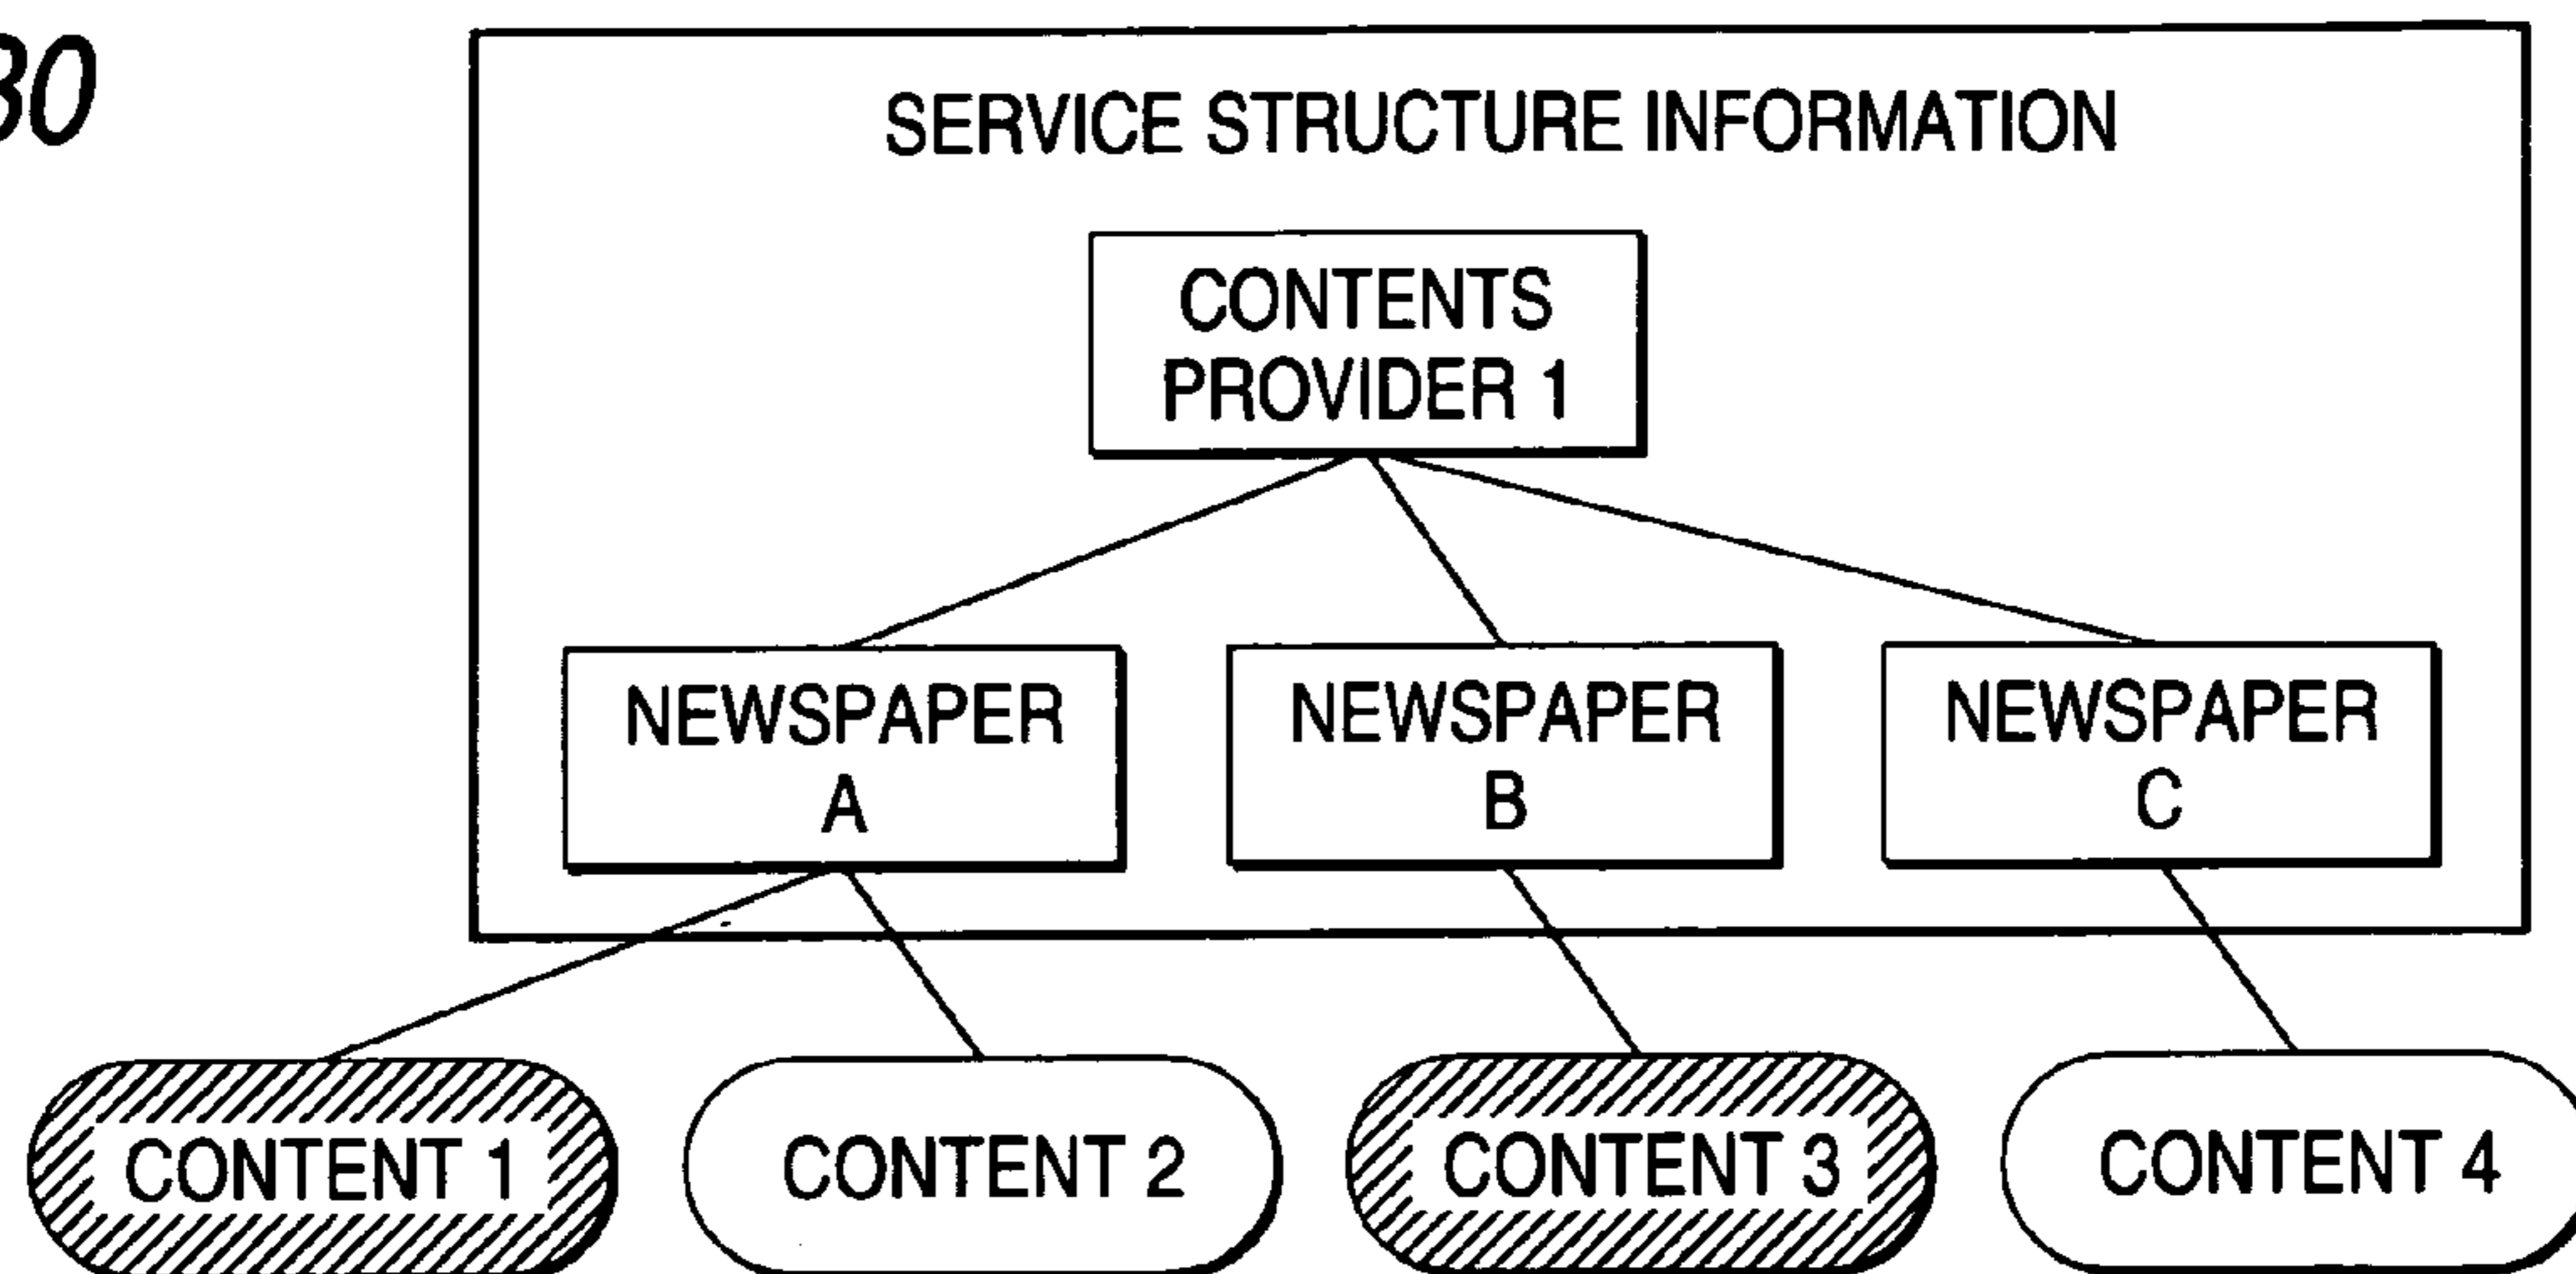 30
SERVICE STRUCTURE INFORMATION
CONTENTS
PROVIDER 1
NEWSPAPER
A
NEWSPAPER
B
NEWSPAPER
C
CONTENT 1
CONTENT 2
CONTENT 3
CONTENT 4